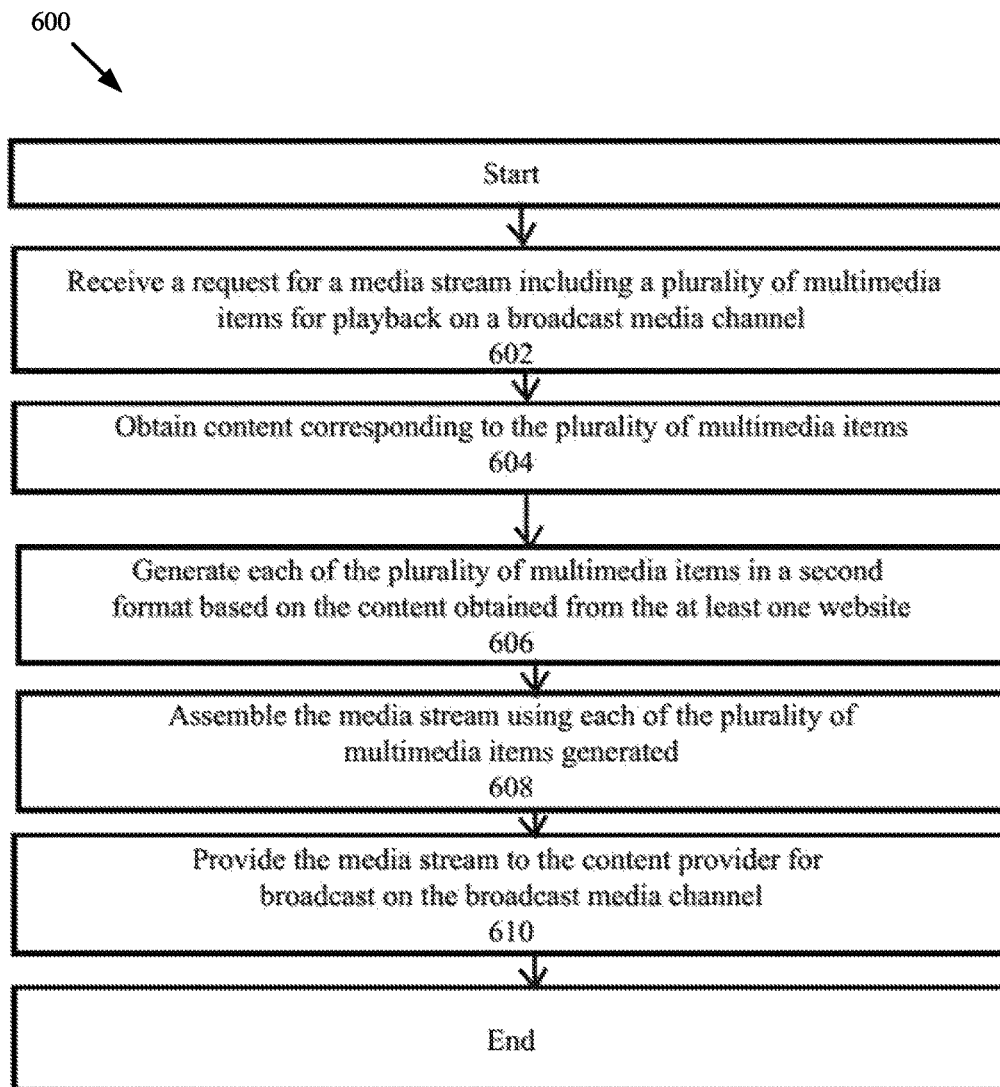 600
Start
Receive a request for a media stream including a plurality of multimedia
items for playback on a broadcast media channel
602
Obtain content corresponding to the plurality of multimedia items
604
Generate each of the plurality of multimedia items in a second
format based on the content obtained from the at least one website
606
Assemble the media stream using each of the plurality of
multimedia items generated
608
Provide the media stream to the content provider for
broadcast on the broadcast media channel
610
End